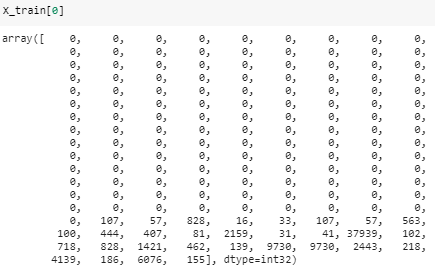 X_train[0]
array([ 0, 0, 0, 0, 0, 0, 0, 0, 0,
0, 0, 0, 0, 0, 0, 0, 0, 0,
0, 0, 0, 0, 0, 0, 0, 0, 0,
0, 0, 0, 0, 0, 0, 0, 0, 0,
0, 0, 0, 0, 0, 0, 0, 0, 0,
0, 0, 0, 0, 0, 0, 0, 0, 0,
0, 0, 0, 0, 0, 0, 0, 0, 0,
0, 0, 0, 0, 0, 0, 0, 0, 0,
0, 0, 0, 0, 0, 0, 0, 0, 0,
0, 0, 0, 0, 0, 0, 0, 0, 0,
0, 0, 0, 0, 0, 0, 0, 0, 0,
0, 0, 0, 0, 0, 0, 0, 0, 0,
0, 0, 0, 0, 0, 0, 0, 0, 0,
0, 0, 0, 0, 0, 0, 0, 0, 0,
0, 107, 57, 828, 16, 33, 107, 57, 563,
100, 444, 407, 81, 2159, 31, 41, 37939, 102,
718, 828, 1421, 462, 139, 9730, 9730, 2443, 218,
4139, 186, 6076, 155], dtype=int32)